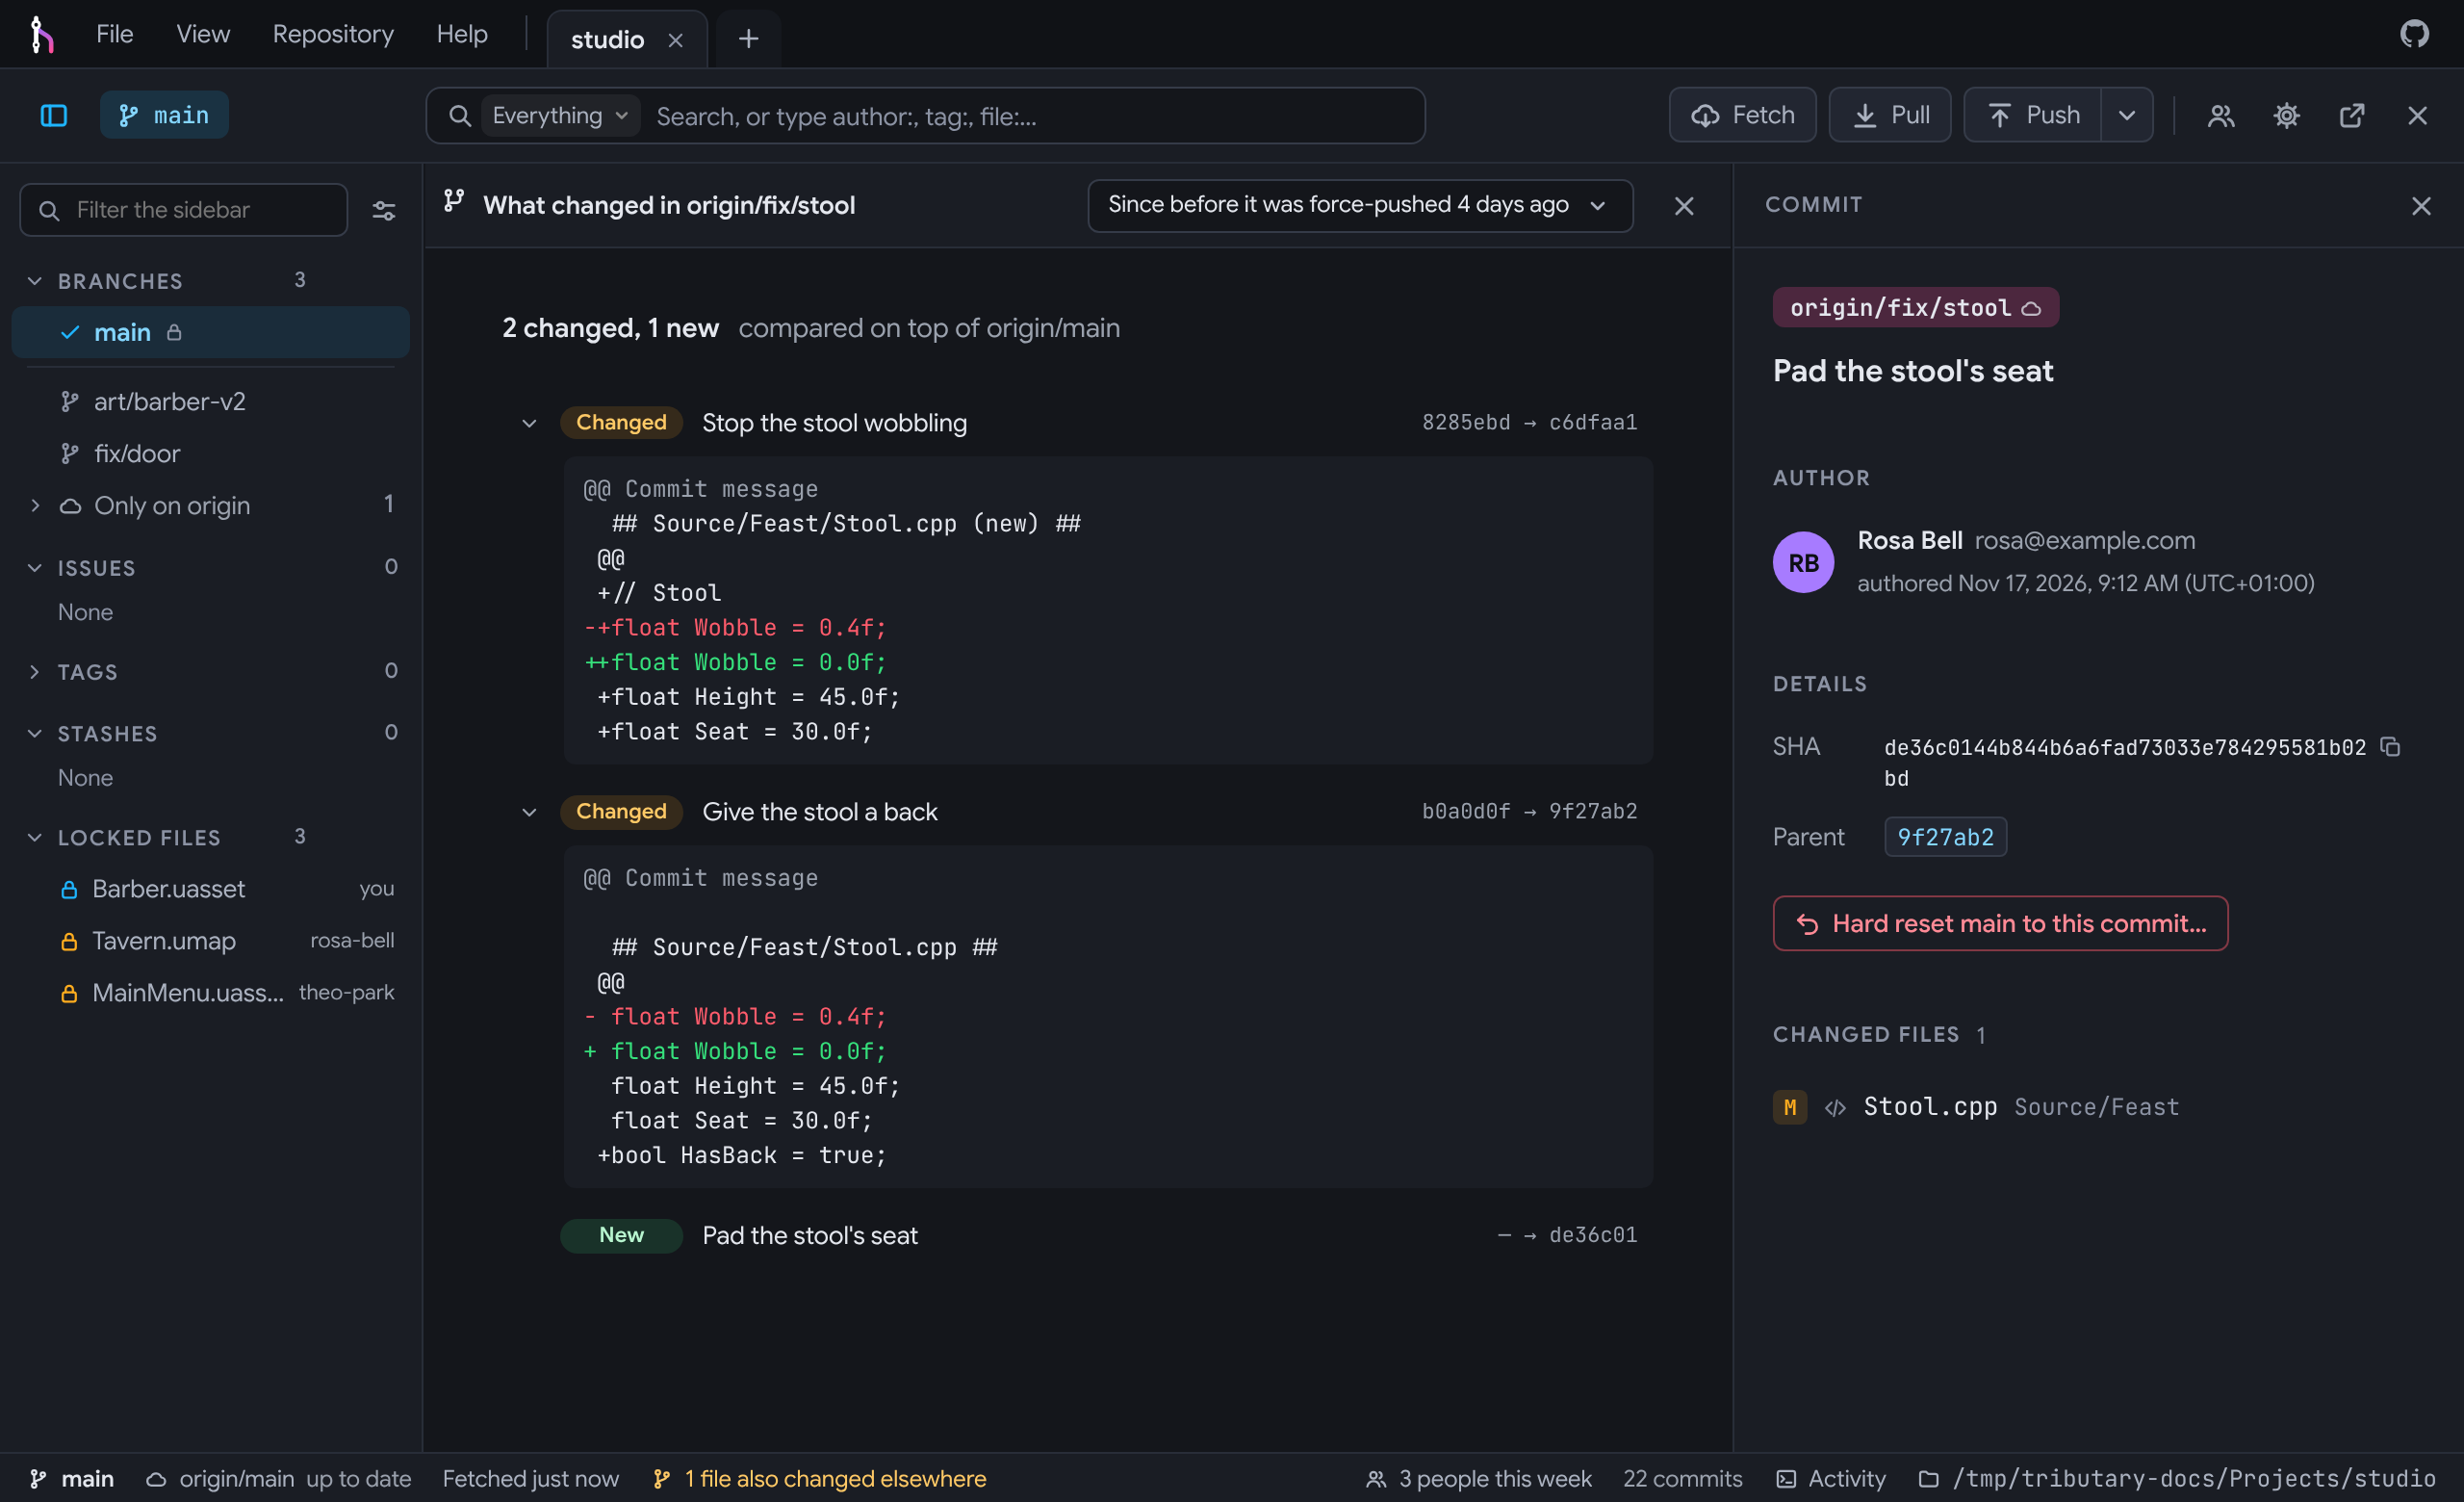 File View Repository Help studio
main Everything Search, or type author:, tag:, file:... Fetch Pull Push
Filter the sidebar
BRANCHES 3
main
art/barber-v2
fix/door
Only on origin 1
ISSUES 0
None
TAGS 0
STASHES 0
None
LOCKED FILES 3
Barber.uasset you
Tavern.umap rosa-bell
MainMenu.uass... theo-park
What changed in origin/fix/stool Since before it was force-pushed 4 days ago
2 changed, 1 new compared on top of origin/main
Changed Stop the stool wobbling 8285ebd → c6dfaa1
@@ Commit message
## Source/Feast/Stool.cpp (new) ##
@@
+// Stool
-+float Wobble = 0.4f;
++float Wobble = 0.0f;
+float Height = 45.0f;
+float Seat = 30.0f;
Changed Give the stool a back b0a0d0f → 9f27ab2
@@ Commit message
## Source/Feast/Stool.cpp ##
@@
- float Wobble = 0.4f;
+ float Wobble = 0.0f;
float Height = 45.0f;
float Seat = 30.0f;
+bool HasBack = true;
New Pad the stool's seat — → de36c01
COMMIT
origin/fix/stool
Pad the stool's seat
AUTHOR
RB
Rosa Bell rosa@example.com
authored Nov 17, 2026, 9:12 AM (UTC+01:00)
DETAILS
SHA de36c0144b844b6a6fad73033e784295581b02
bd
Parent 9f27ab2
Hard reset main to this commit...
CHANGED FILES 1
M Stool.cpp Source/Feast
main origin/main up to date Fetched just now 1 file also changed elsewhere 3 people this week 22 commits Activity /tmp/tributary-docs/Projects/studio